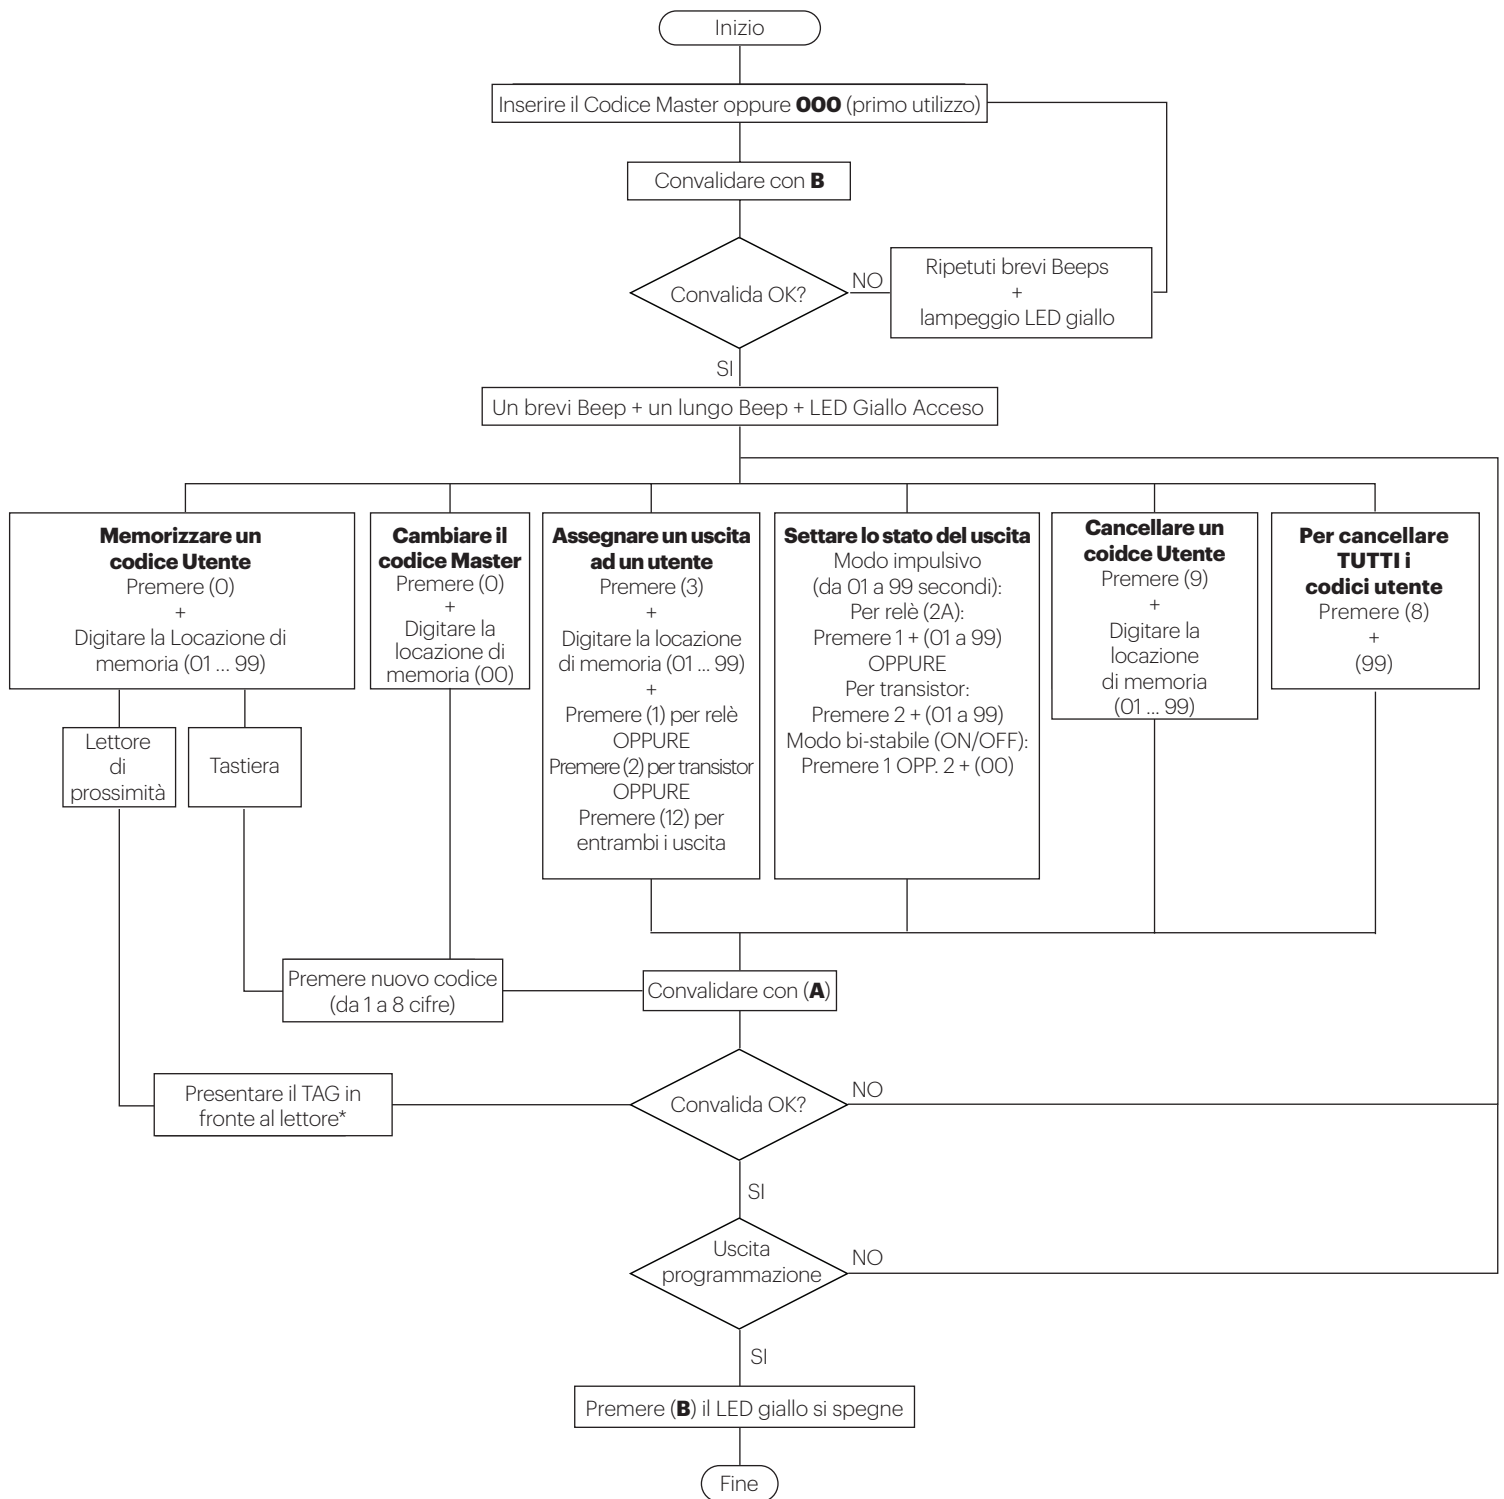 Inizio
Inserire il Codice Master oppure 000 (primo utilizzo)
Convalidare con B
Convalida OK?
NO
Ripetuti brevi Beeps
+
lampeggio LED giallo
SI
Un brevi Beep + un lungo Beep + LED Giallo Acceso
Memorizzare un
codice Utente
Premere (0)
+
Digitare la Locazione di
memoria (01 ... 99)
Cambiare il
codice Master
Premere (0)
+
Digitare la
locazione di
memoria (00)
Assegnare un uscita
ad un utente
Premere (3)
+
Digitare la locazione
di memoria (01 ... 99)
+
Premere (1) per relè
OPPURE
Premere (2) per transistor
OPPURE
Premere (12) per
entrambi i uscita
Settare lo stato del uscita
Modo impulsivo
(da 01 a 99 secondi):
Per relè (2A):
Premere 1 + (01 a 99)
OPPURE
Per transistor:
Premere 2 + (01 a 99)
Modo bi-stabile (ON/OFF):
Premere 1 OPP. 2 + (00)
Cancellare un
coidce Utente
Premere (9)
+
Digitare la
locazione
di memoria
(01 ... 99)
Per cancellare
TUTTI i
codici utente
Premere (8)
+
(99)
Lettore
di
prossimità
Tastiera
Premere nuovo codice
(da 1 a 8 cifre)
Convalidare con (A)
Presentare il TAG in
fronte al lettore*
Convalida OK?
NO
SI
Uscita
programmazione
NO
SI
Premere (B) il LED giallo si spegne
Fine